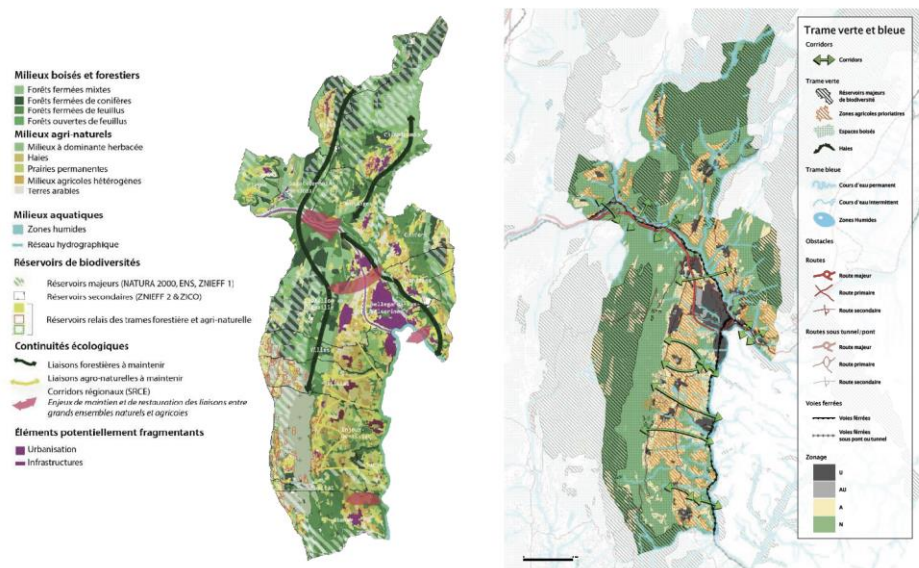 Milieux boisés et forestiers
Forêts fermées mixtes
Forêts fermées de conifères
Forêts fermées de feuillus
Forêts ouvertes de feuillus
Milieux agri-naturels
Milieu à dominante herbacée
Haies
Prairies permanentes
Milieux agricoles hétérogènes
Terres arables
Milieux aquatiques
Zones humides
Réseau hydrographique
Réservoirs de biodiversités
Réservoirs majeurs (NATURA 2000, ENS, ZNIEFF 1)
Réservoirs secondaires (ZNIEFF 2 & ZICO)
Réservoirs relais des trames forestière et agri-naturelle
Continuités écologiques
Liaisons forestières à maintenir
Liaisons agro-naturelles à maintenir
Corridors régionaux (SRCE)
Enjeux de maintien et de restauration des liaisons entre
grands ensembles naturels et agricoles
Éléments potentiellement fragmentants
Urbanisation
Infrastructures
Trame verte et bleue
Corridors
Corridors
Trame verte
Réservoirs majeurs
de biodiversité
Zones agricoles prioriatires
Espaces boisés
Haies
Trame bleue
Cours d'eau permanent
Cours d'eau intermittent
Zones Humides
Obstacles
Routes
Route majeur
Route primaire
Route secondaire
Routes sous tunnel/pont
Route majeur
Route primaire
Route secondaire
Voies ferrées
Voies férrées
Voies férrées
sous pont ou tunnel
Zonage
U
AU
A
N